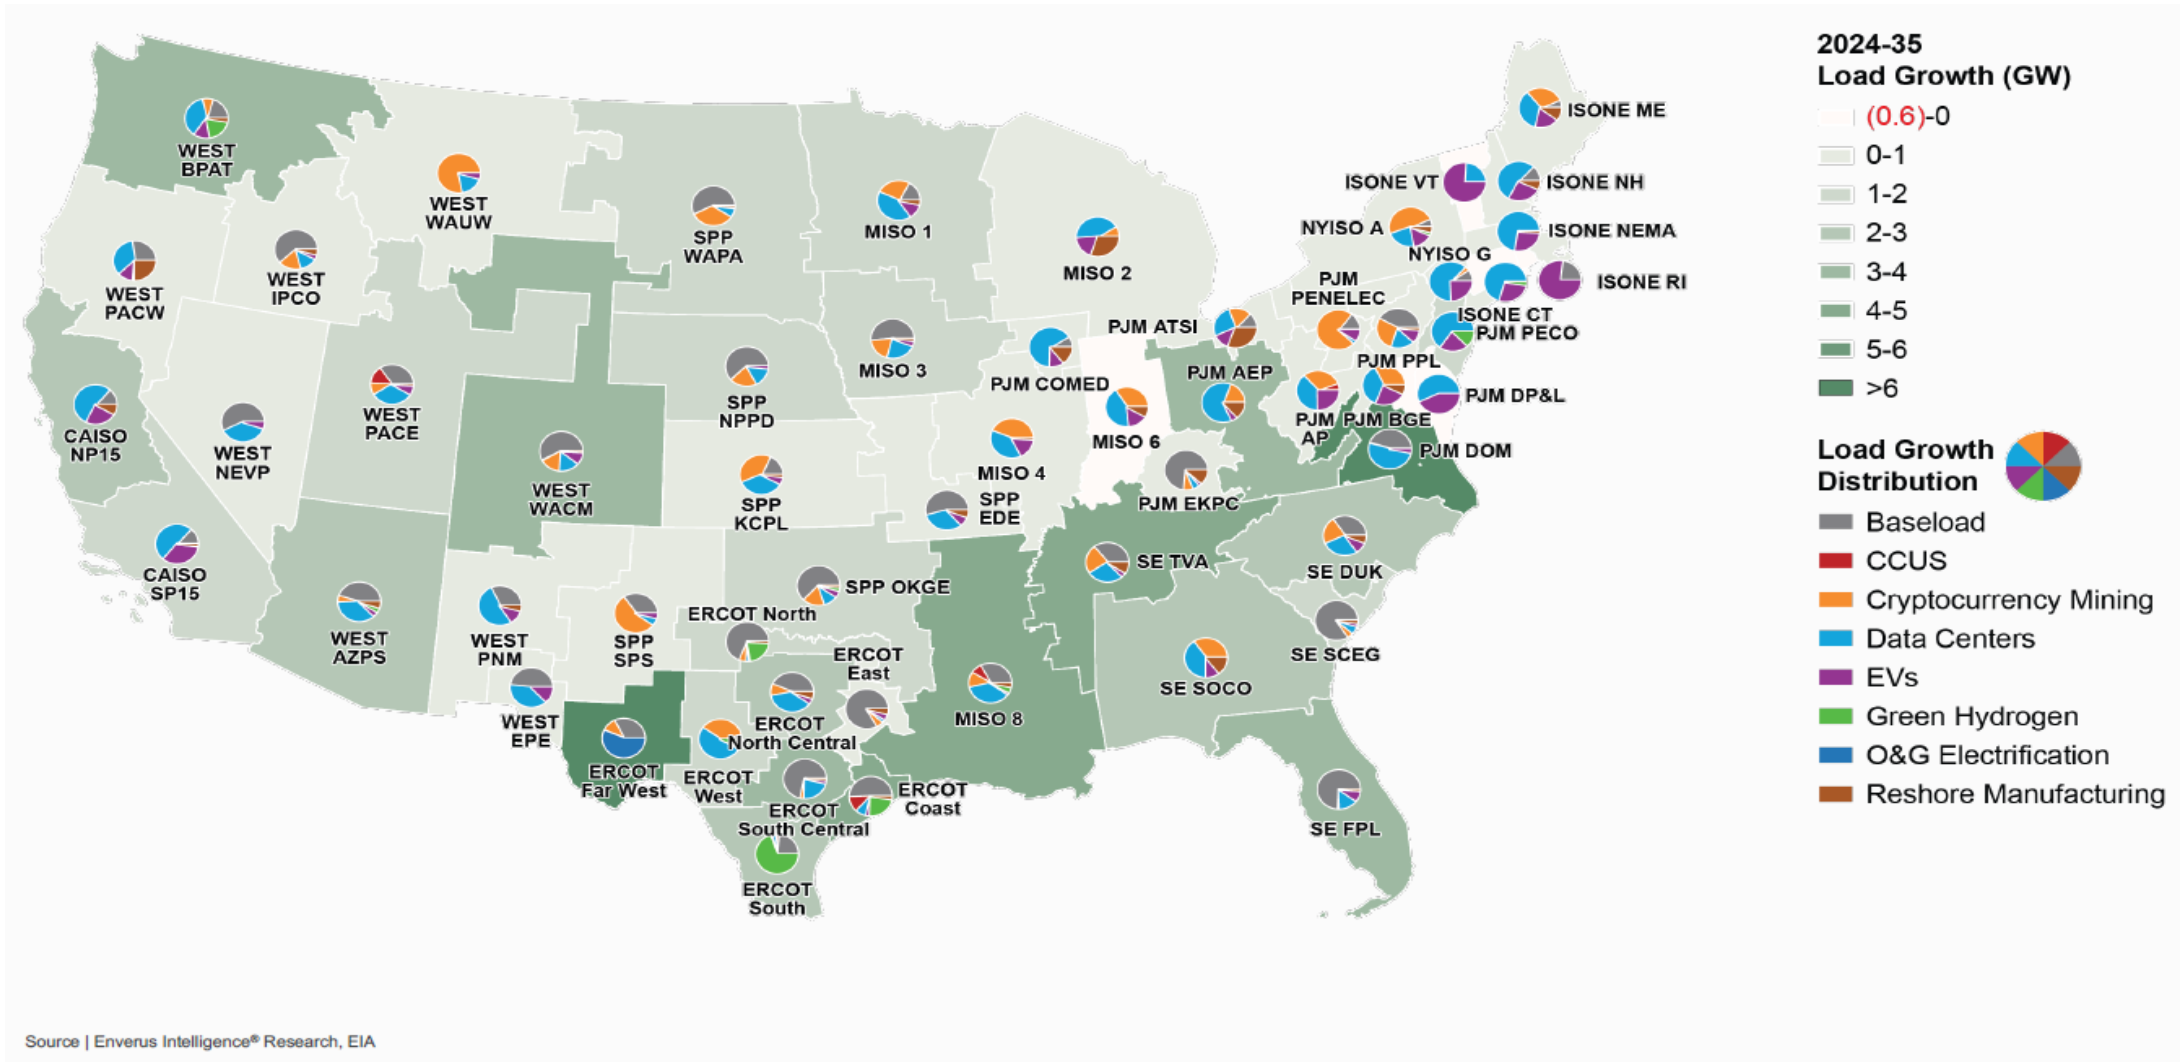 WEST
BPAT
WEST
WAUW
WEST
PACW
WEST
IPCO
SPP
WAPA
MISO 1
MISO 2
ISONE ME
ISONE VT
ISONE NH
NYISO A
ISONE NEMA
NYISO G
ISONE RI
PJM
PENELEC
ISONE CT
PJM PECO
PJM ATSI
PJM PPL
MISO 3
PJM COMED
PJM AEP
PJM DP&L
CAISO
NP15
WEST
NEVP
WEST
PACE
SPP
NPPD
MISO 6
PJM
AP
PJM BGE
PJM DOM
WEST
WACM
SPP
KCPL
MISO 4
SPP
EDE
PJM EKPC
CAISO
SP15
WEST
AZPS
WEST
PNM
SPP
SPS
SPP OKGE
SE TVA
SE DUK
ERCOT North
ERCOT
East
SE SCEG
SE SOCO
WEST
EPE
ERCOT
North Central
MISO 8
ERCOT
Far West
ERCOT
West
ERCOT
South Central
ERCOT
Coast
SE FPL
ERCOT
South
2024-35
Load Growth (GW)
(0.6)-0
0-1
1-2
2-3
3-4
4-5
5-6
>6
Load Growth
Distribution
Baseload
CCUS
Cryptocurrency Mining
Data Centers
EVs
Green Hydrogen
O&G Electrification
Reshore Manufacturing
Source | Enverus Intelligence® Research, EIA